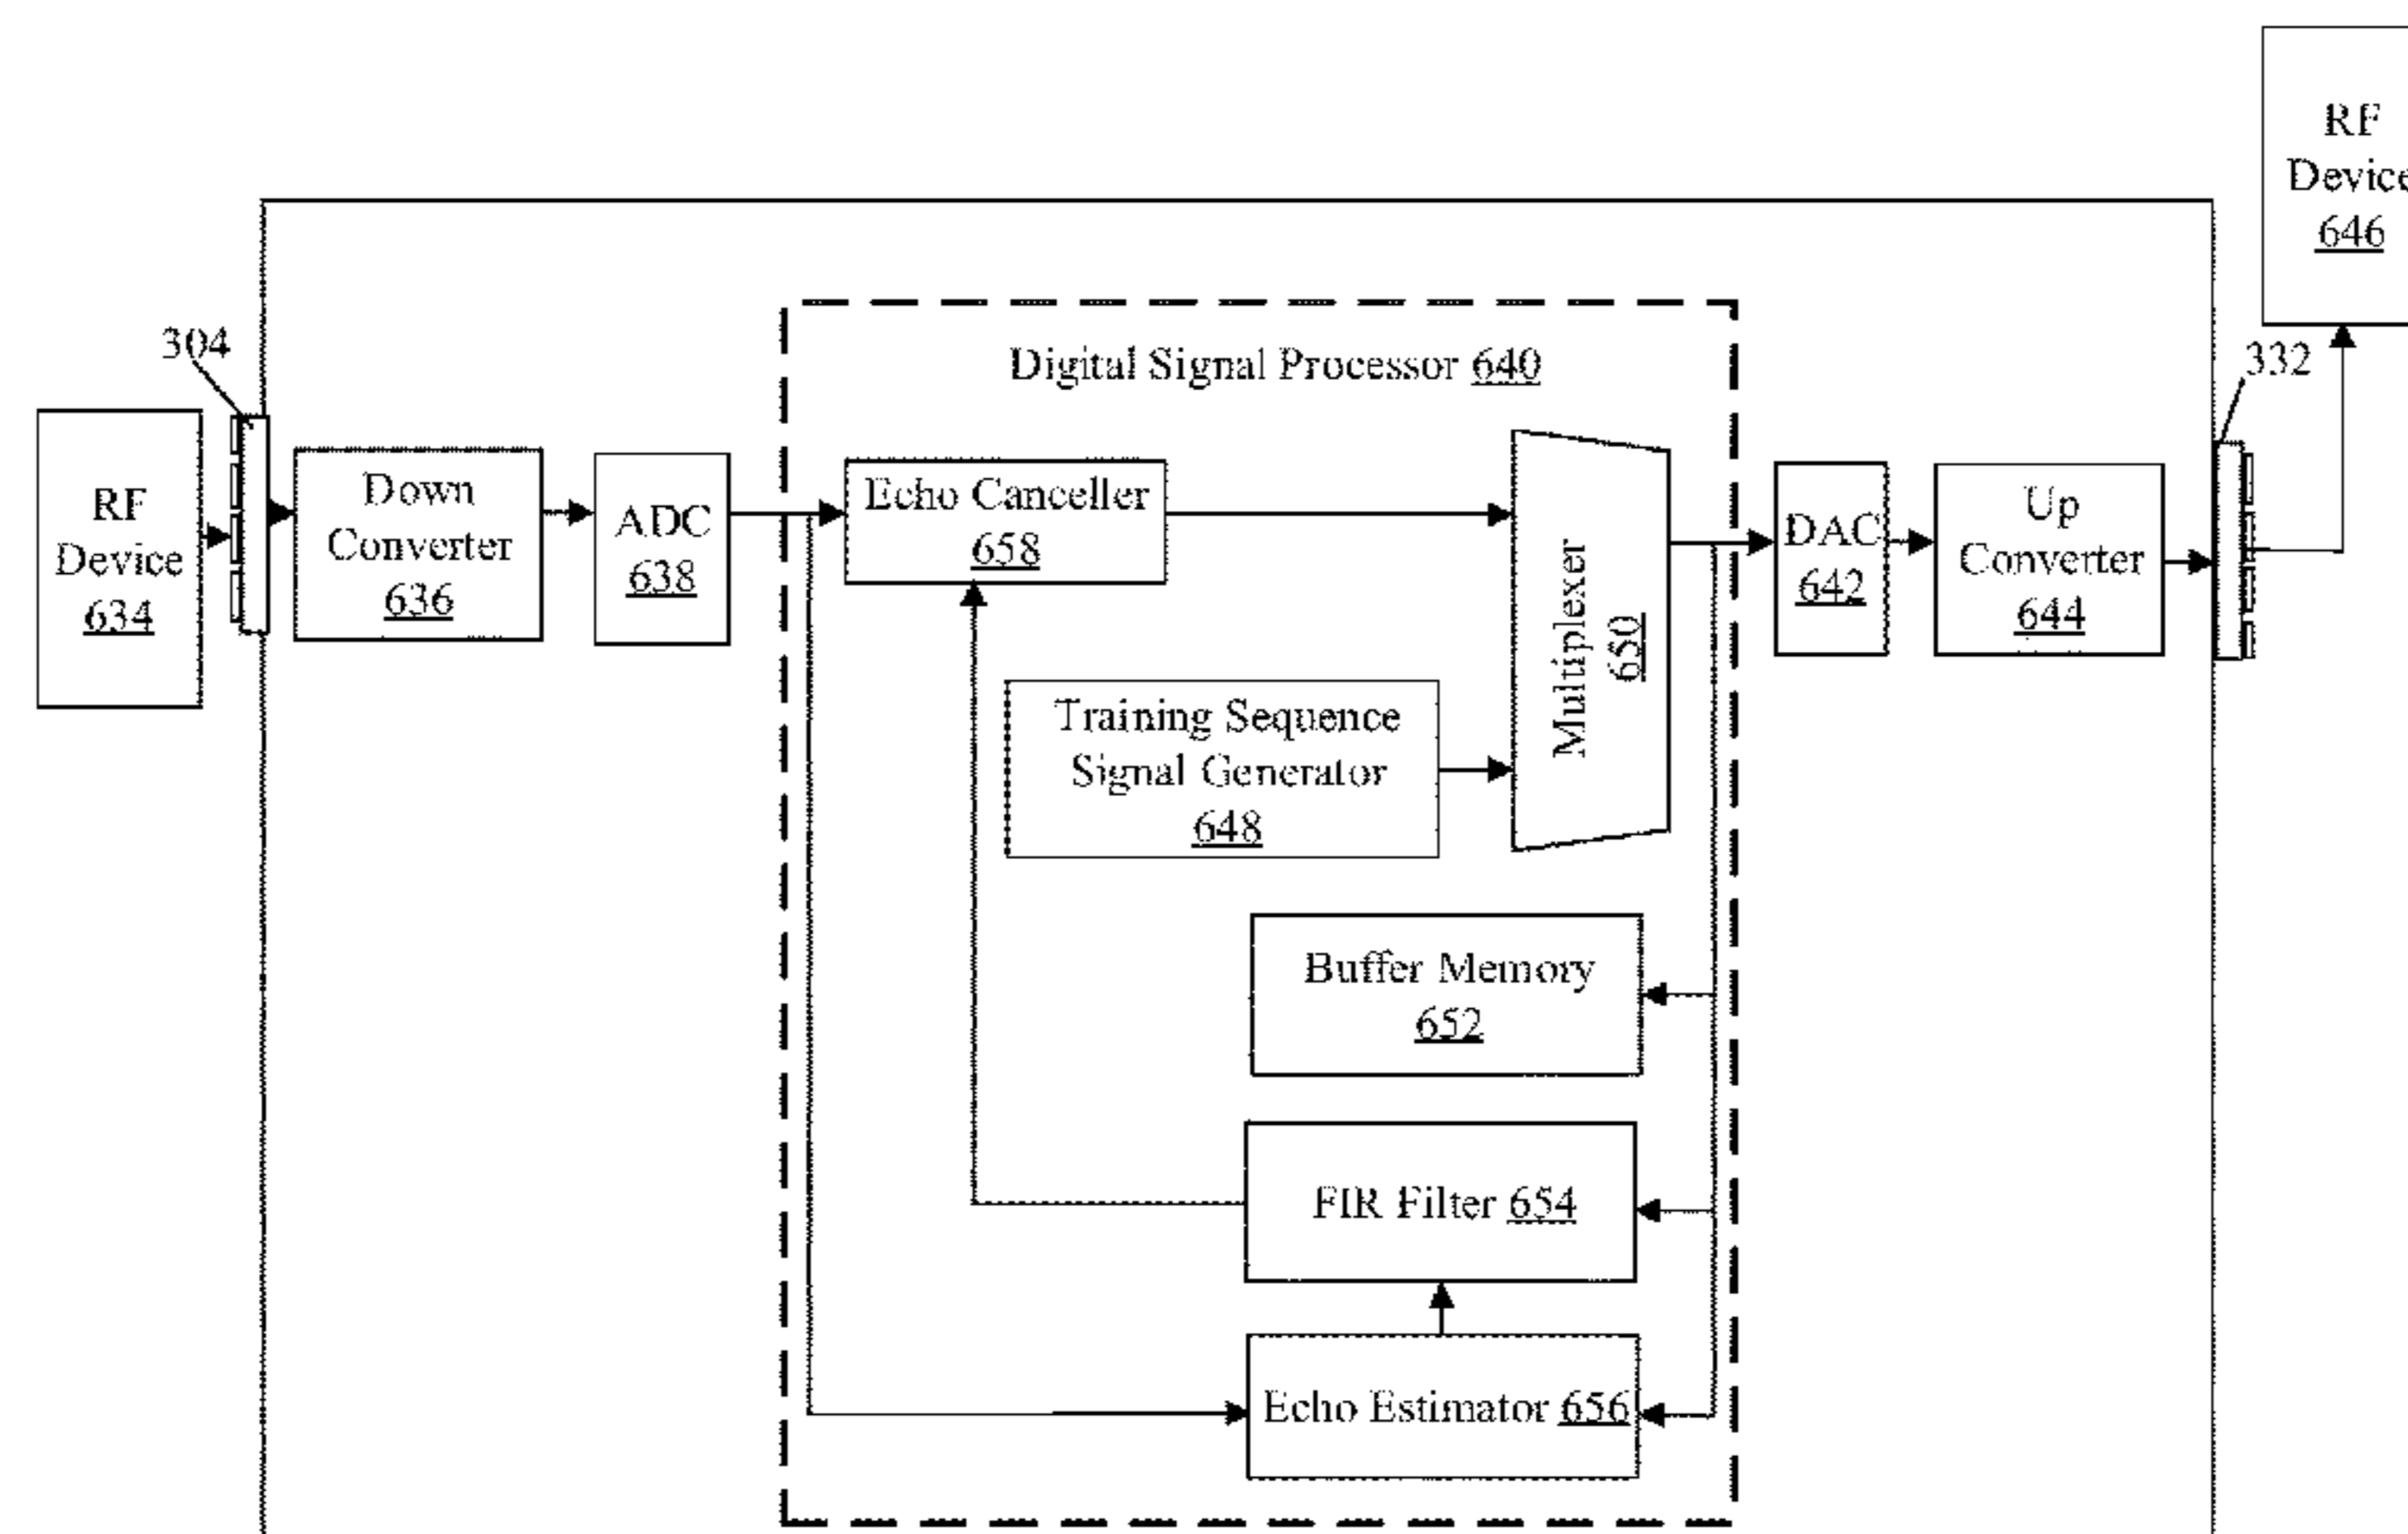 RF
Device
646
304
Digital Signal Processor 640
332
RF
Device
634
Down
Converter
636
ADC
638
Echo Canceller
658
Multiplexer
650
DAC
642
Up
Converter
644
Training Sequence
Signal Generator
648
Buffer Memory
652
FIR Filter 654
Echo Estimator 656